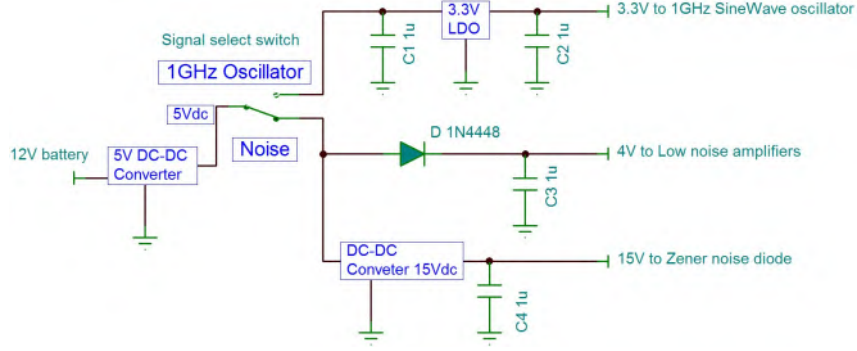 3.3V
LDO
3.3V to 1GHz SineWave oscillator
C1 1u
C2 1u
Signal select switch
1GHz Oscillator
5Vdc
Noise
D 1N4448
12V battery
5V DC-DC
Converter
4V to Low noise amplifiers
C3 1u
DC-DC
Conveter 15Vdc
15V to Zener noise diode
C4 1u